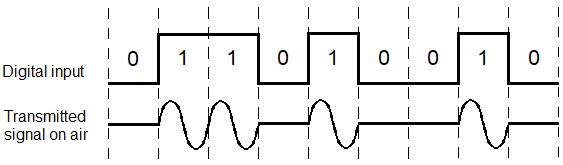 0 1 1 0 1 0 0 1 0
Digital input
Transmitted
signal on air